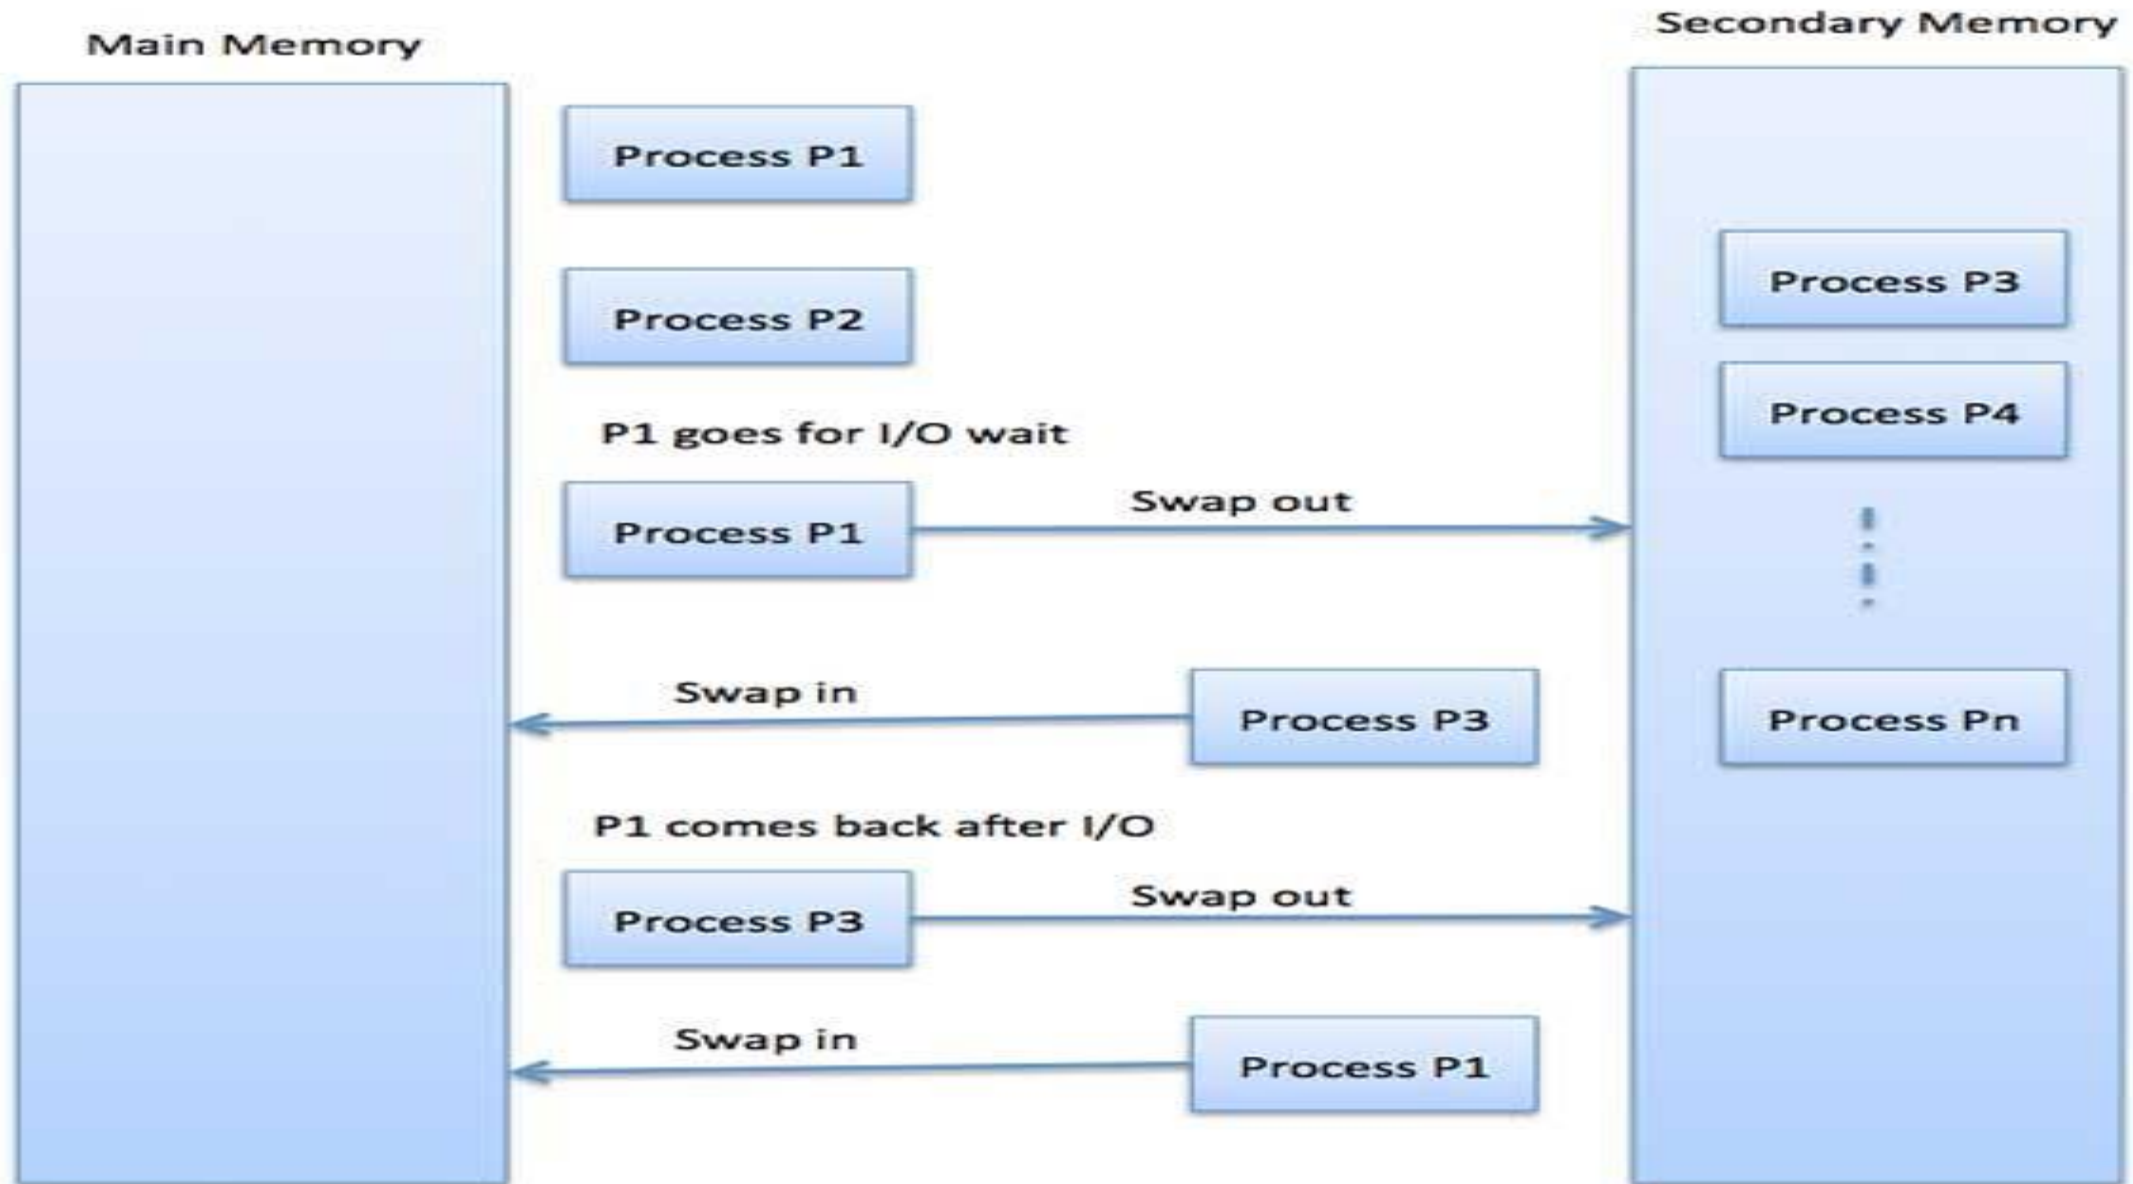 Main Memory
Secondary Memory
Process P1
Process P2
Process P3
Process P4
P1 goes for I/O wait
Process P1
Swap out
Swap in
Process P3
Process Pn
P1 comes back after I/O
Process P3
Swap out
Swap in
Process P1